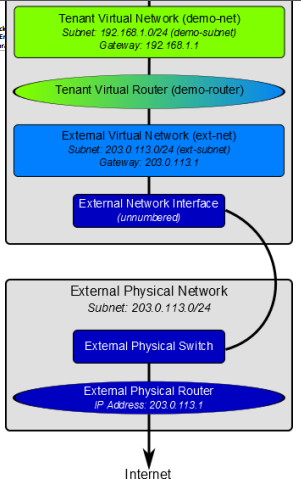 Tenant Virtual Network (demo-net)
Subnet: 192.168.1.0/24 (demo-subnet)
Gateway: 192.168.1.1
Tenant Virtual Router (demo-router)
External Virtual Network (ext-net)
Subnet: 203.0.113.0/24 (ext-subnet)
Gateway: 203.0.113.1
External Network Interface
(unnumbered)
External Physical Network
Subnet: 203.0.113.0/24
External Physical Switch
External Physical Router
IP Address: 203.0.113.1
Internet